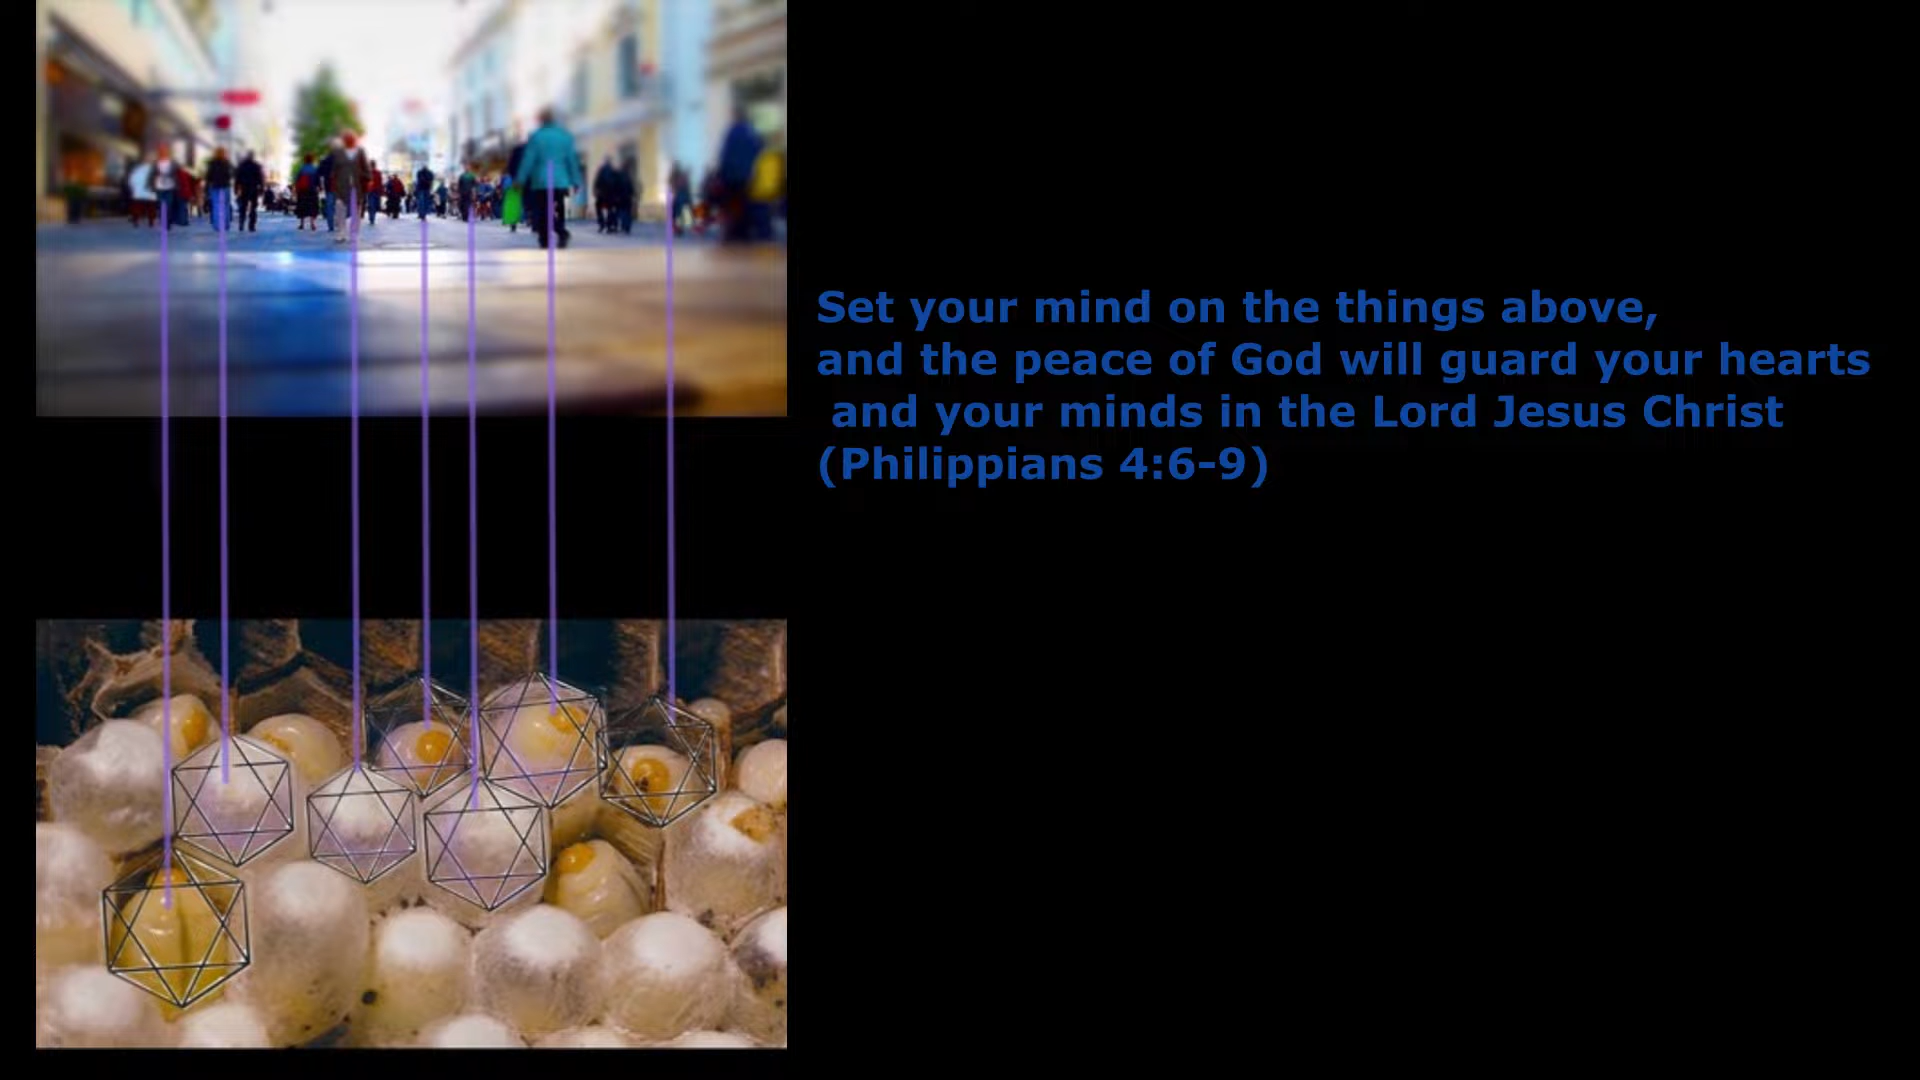 Set your mind on the things above,
and the peace of God will guard your hearts
and your minds in the Lord Jesus Christ
(Philippians 4:6-9)